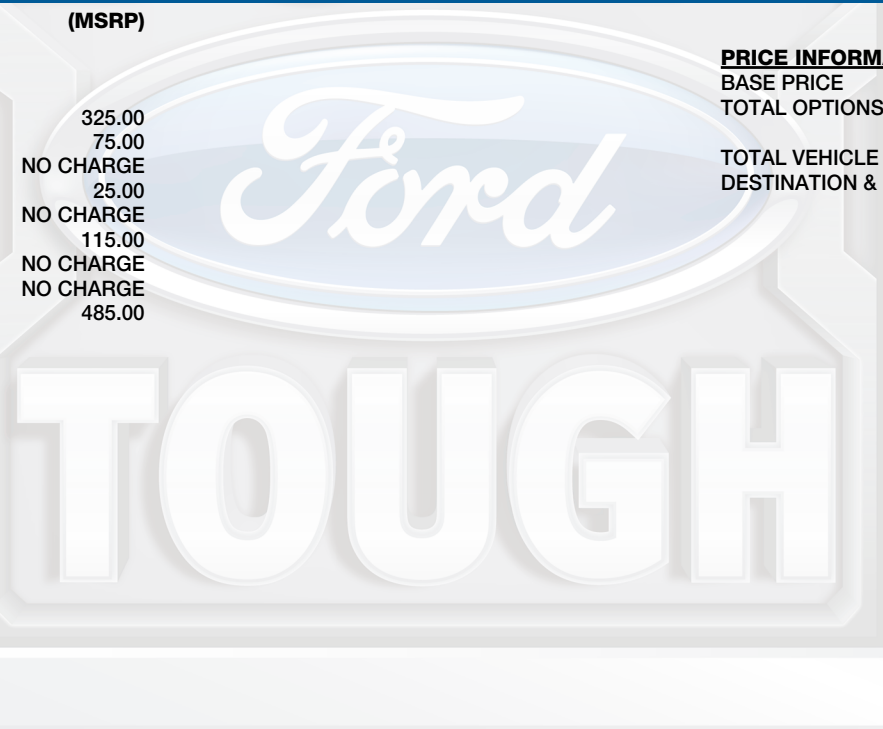 (MSRP)
325.00
75.00
NO CHARGE
25.00
NO CHARGE
115.00
NO CHARGE
NO CHARGE
485.00
PRICE INFORMA
BASE PRICE
TOTAL OPTIONS
TOTAL VEHICLE
DESTINATION &
Ford
TOUGH